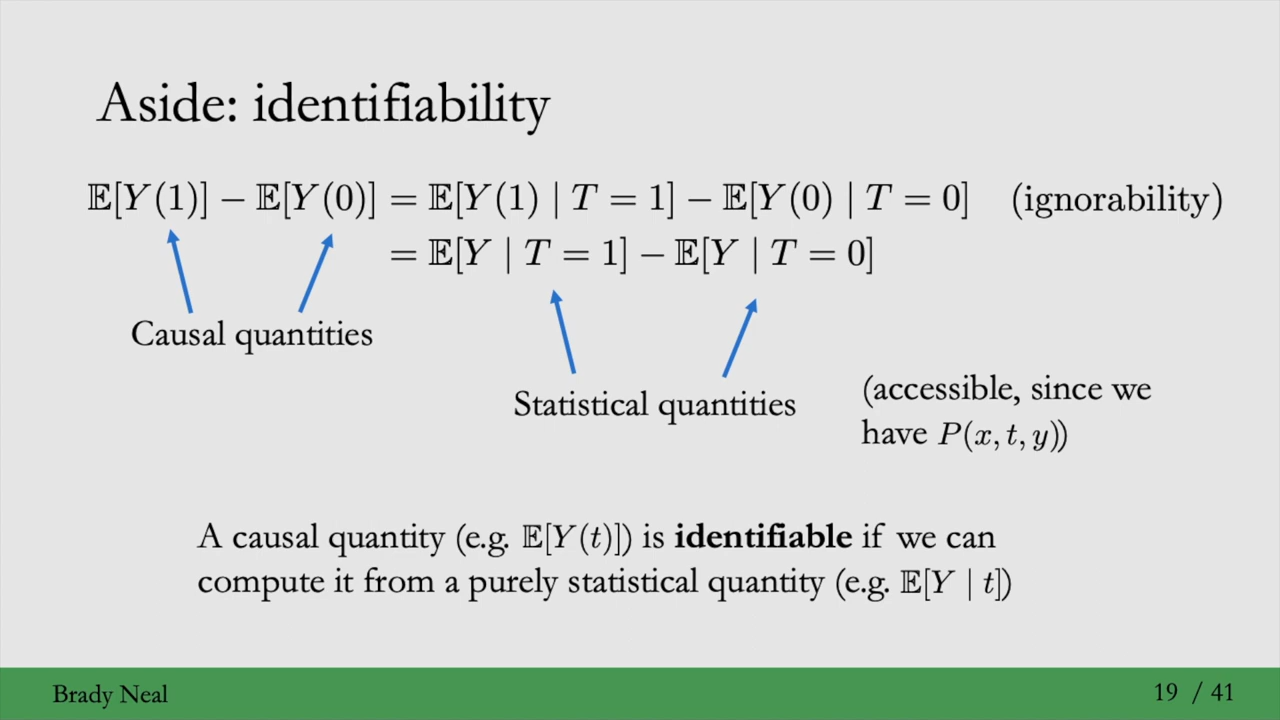 Aside: identifiability
𝔼[Y(1)] − 𝔼[Y(0)] = 𝔼[Y(1) | T = 1] − 𝔼[Y(0) | T = 0] (ignorability)
= 𝔼[Y | T = 1] − 𝔼[Y | T = 0]
Causal quantities
Statistical quantities
(accessible, since we
have P(x, t, y))
A causal quantity (e.g. 𝔼[Y(t)]) is identifiable if we can
compute it from a purely statistical quantity (e.g. 𝔼[Y | t])
Brady Neal
19 / 41